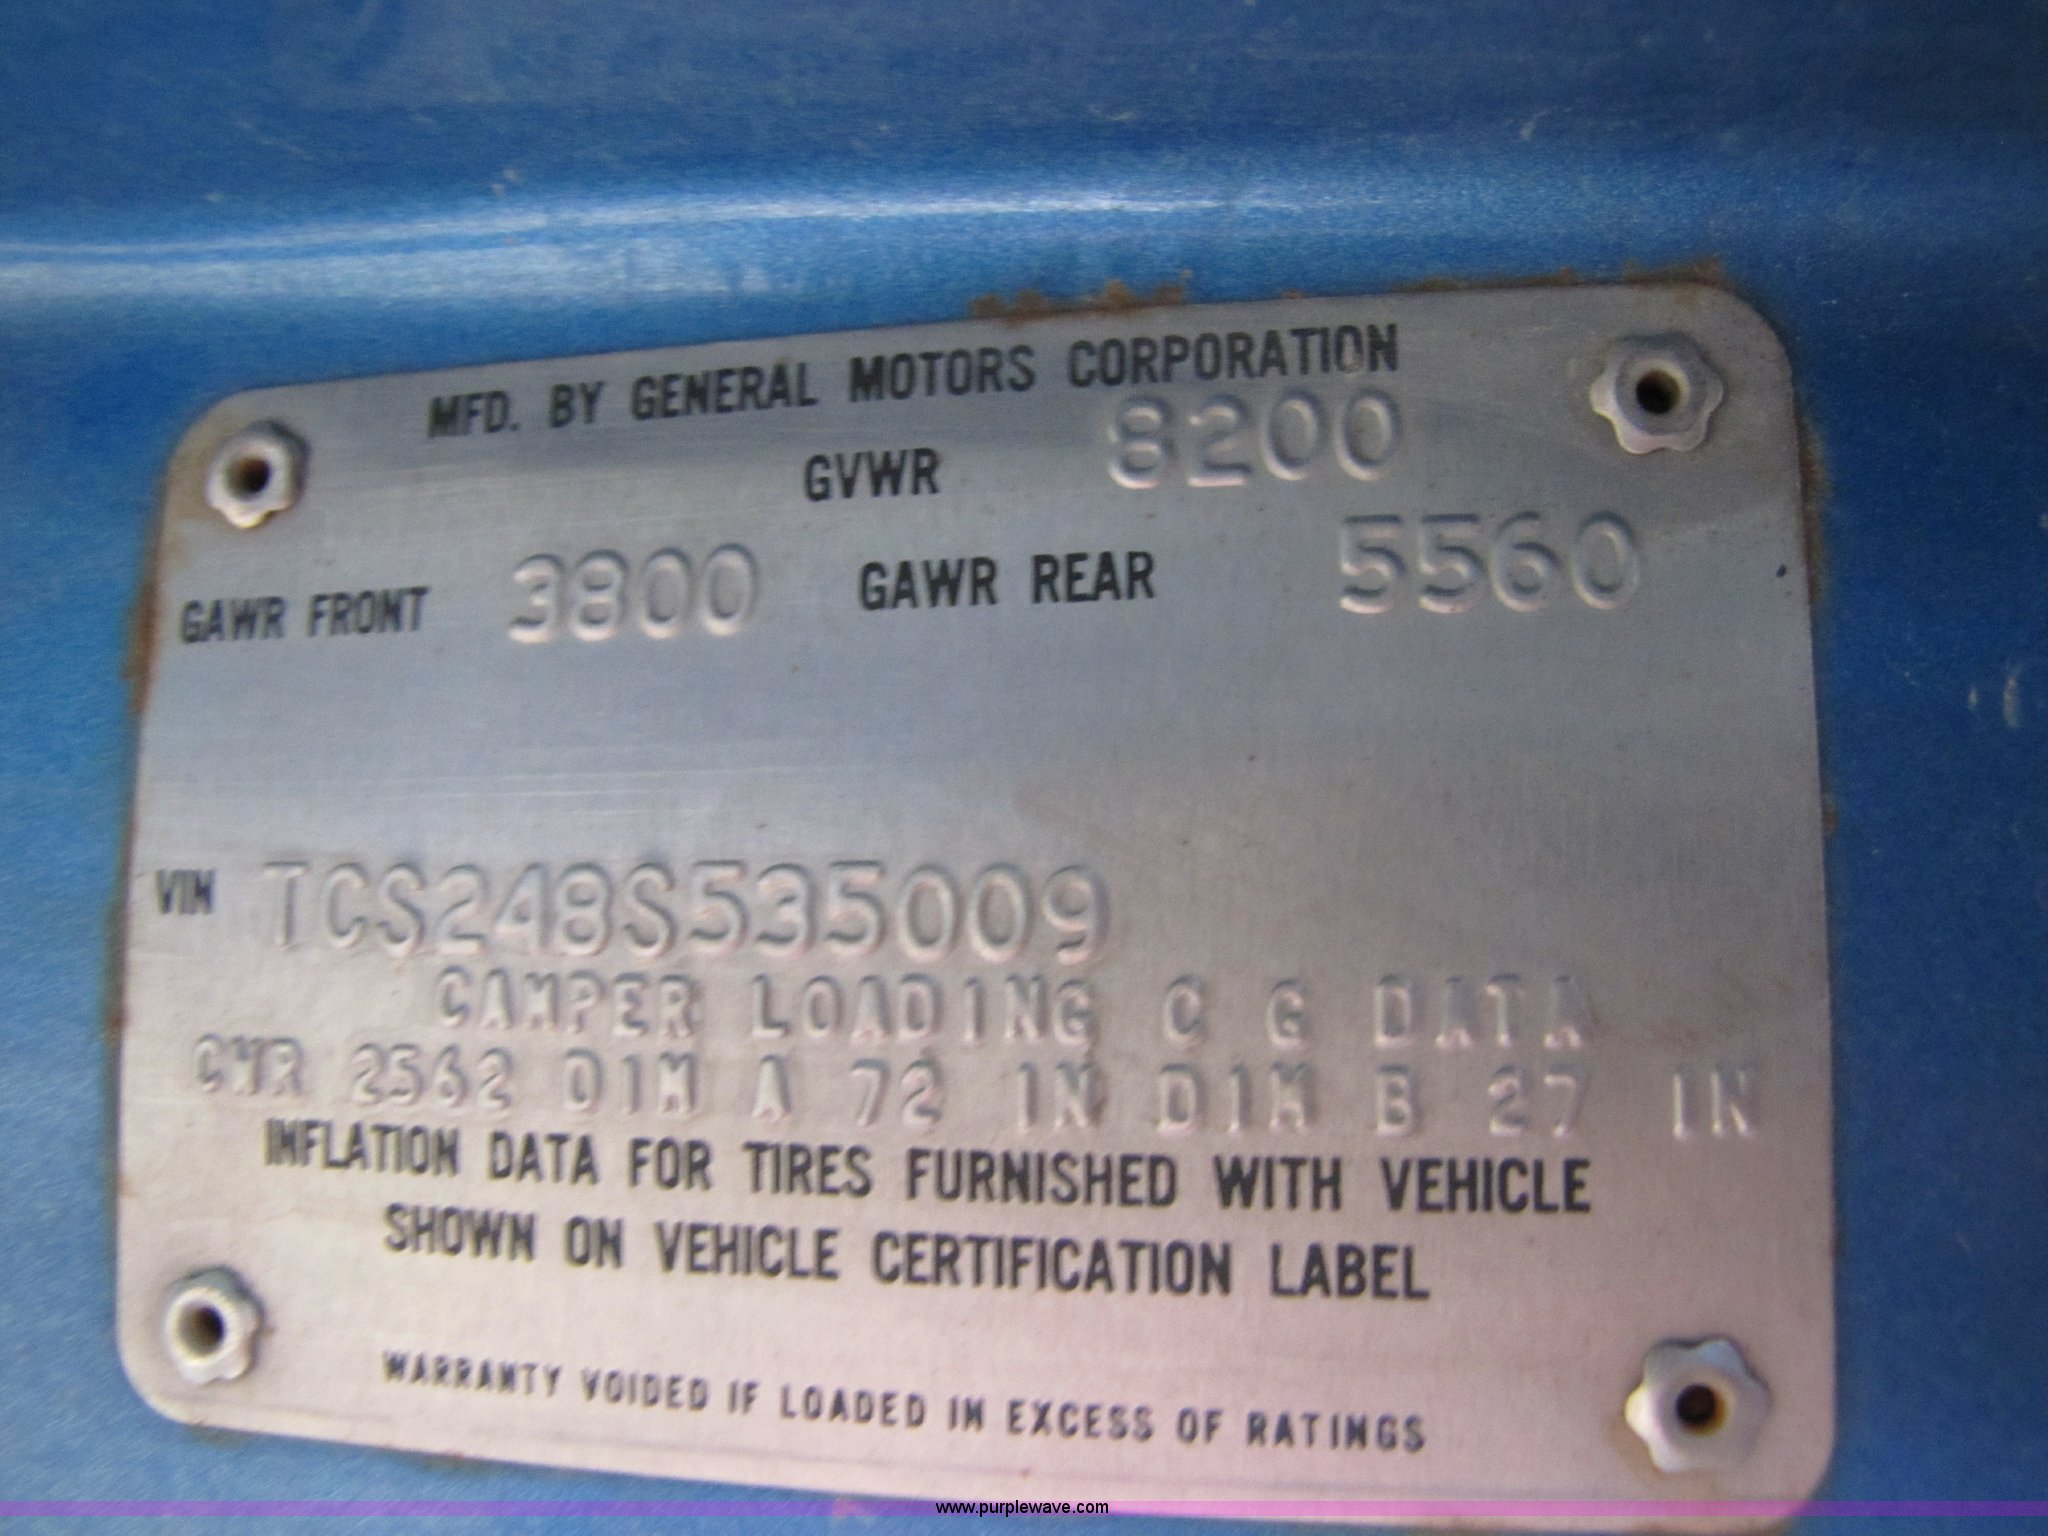 MFD. BY GENERAL MOTORS CORPORATION
GVWR 8200
GAWR FRONT 3800 GAWR REAR 5560
VIN TCS248S535009
CAMPER LOADING C G DATA
CWR 2562 DIM A 72 IN DIM B 27 IN
INFLATION DATA FOR TIRES FURNISHED WITH VEHICLE
SHOWN ON VEHICLE CERTIFICATION LABEL
WARRANTY VOIDED IF LOADED IN EXCESS OF RATINGS
www.purplewave.com